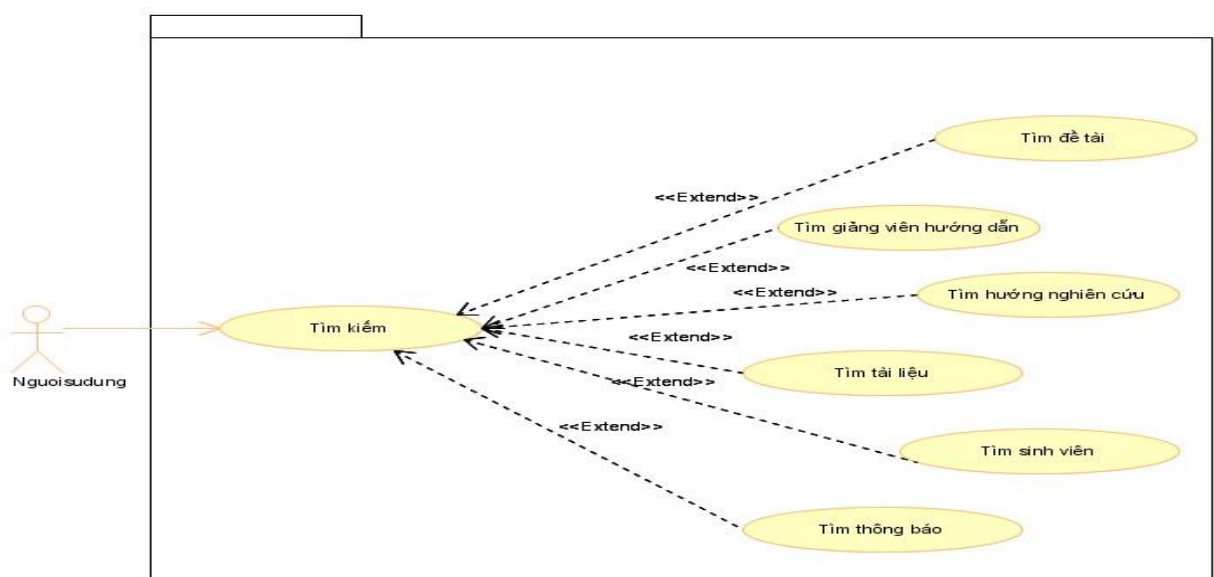 Tìm đề tài
<<Extend>>
Tìm giảng viên hướng dẫn
<<Extend>>
<<Extend>>
Tìm hướng nghiên cứu
Tìm kiếm
<<Extend>>
Tìm tài liệu
<<Extend>>
Nguoisudung
<<Extend>>
Tìm sinh viên
Tìm thông báo